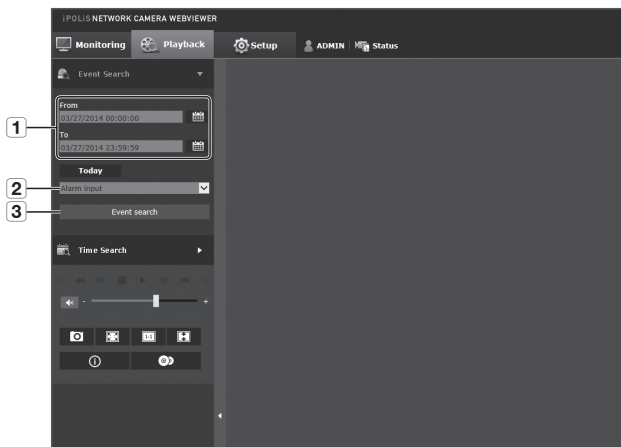 iPOLiS NETWORK CAMERA WEBVIEWER
Monitoring Playback Setup ADMIN Status
Event Search
From
03/27/2014 00:00:00
1
To
03/27/2014 23:59:59
Today
2 Alarm input
3 Event search
Time Search
- +
1:1